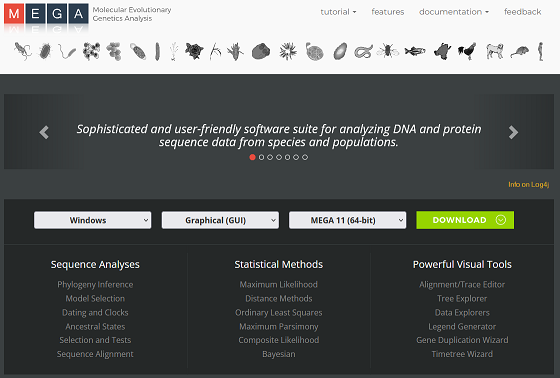 MEGA
Molecular Evolutionary
Genetics Analysis
tutorial features documentation feedback
Sophisticated and user-friendly software suite for analyzing DNA and protein
sequence data from species and populations.
Info on Log4j
Windows Graphical (GUI) MEGA 11 (64-bit) DOWNLOAD
Sequence Analyses
Phylogeny Inference
Model Selection
Dating and Clocks
Ancestral States
Selection and Tests
Sequence Alignment
Statistical Methods
Maximum Likelihood
Distance Methods
Ordinary Least Squares
Maximum Parsimony
Composite Likelihood
Bayesian
Powerful Visual Tools
Alignment/Trace Editor
Tree Explorer
Data Explorers
Legend Generator
Gene Duplication Wizard
Timetree Wizard